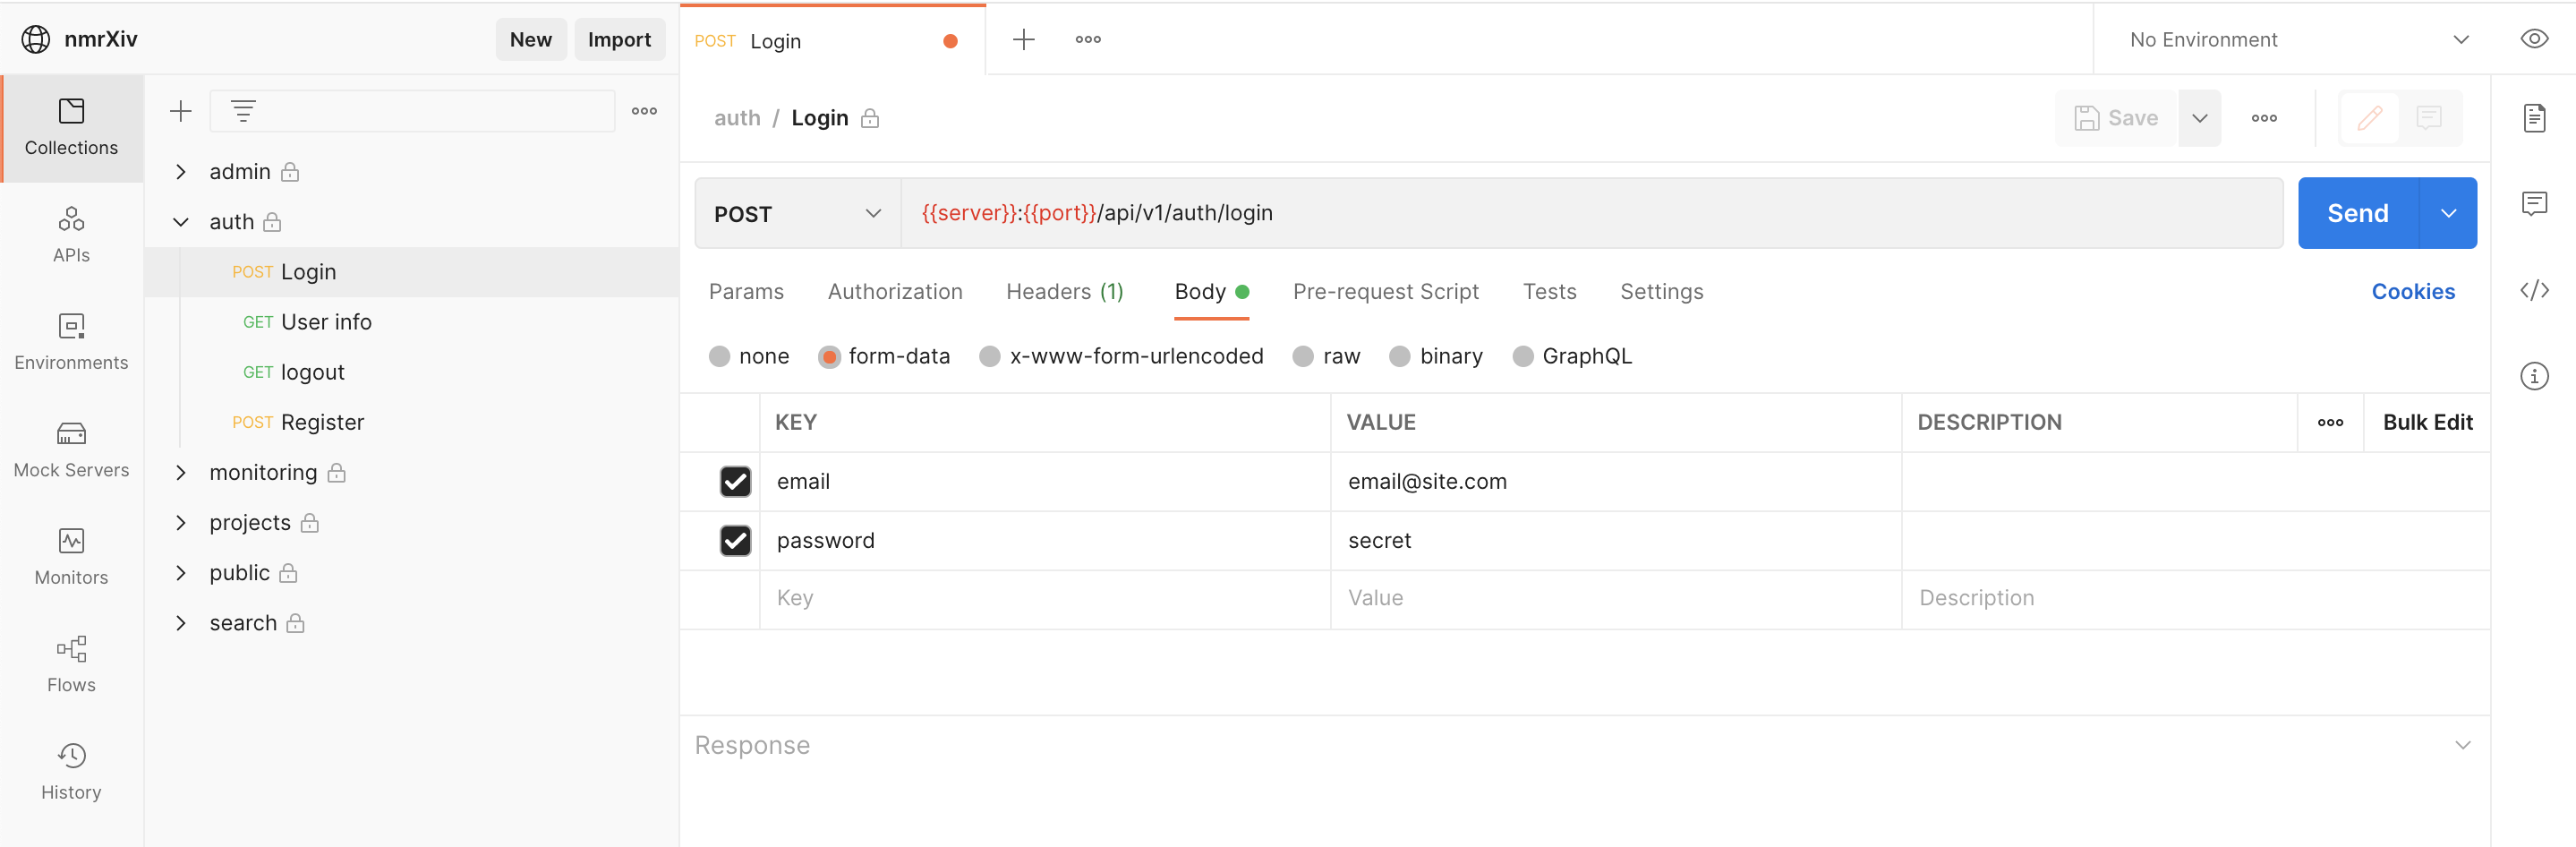 nmrXiv
New
Import
POST Login
No Environment
Collections
APIs
Environments
Mock Servers
Monitors
Flows
History
admin
auth
POST Login
GET User info
GET logout
POST Register
monitoring
projects
public
search
auth / Login
Save
POST
{{server}}:{{port}}/api/v1/auth/login
Send
Params Authorization Headers (1) Body Pre-request Script Tests Settings Cookies
none form-data x-www-form-urlencoded raw binary GraphQL
KEY VALUE DESCRIPTION Bulk Edit
email email@site.com
password secret
Key Value Description
Response